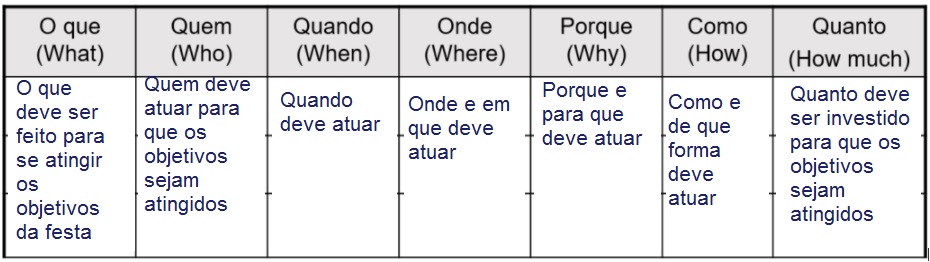 O que
(What)
Quem
(Who)
Quando
(When)
Onde
(Where)
Porque
(Why)
Como
(How)
Quanto
(How much)
O que
deve ser
feito para
se atingir
os
objetivos
da festa
Quem deve
atuar para
que os
objetivos
sejam
atingidos
Quando
deve atuar
Onde e em
que deve
atuar
Porque e
para que
deve atuar
Como e
de que
forma
deve
atuar
Quanto deve
ser investido
para que os
objetivos
sejam
atingidos